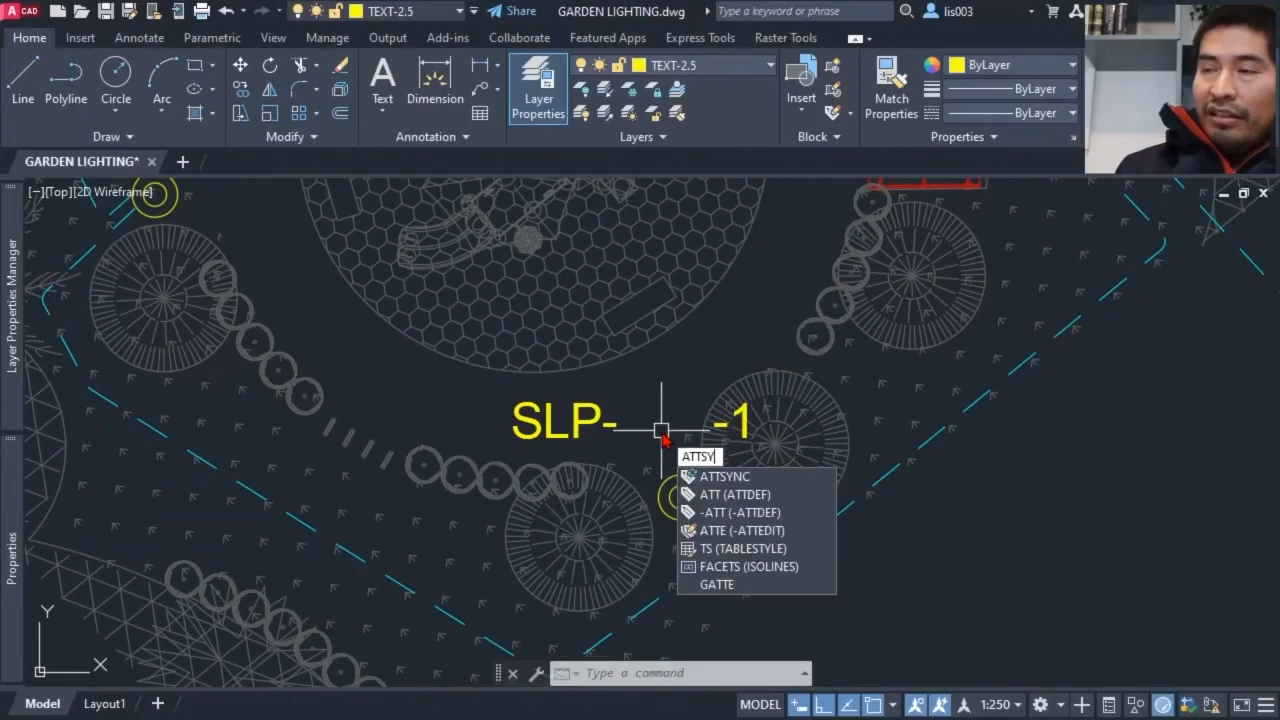 A CAD TEXT-2.5 Share GARDEN LIGHTING.dwg Type a keyword or phrase lis003
Home Insert Annotate Parametric View Manage Output Add-ins Collaborate Featured Apps Express Tools Raster Tools
Line Polyline Circle Arc Text Dimension Layer Properties TEXT-2.5 Insert Match Properties ByLayer
ByLayer
ByLayer
Draw Modify Annotation Layers Block Properties
GARDEN LIGHTING*
[−][Top][2D Wireframe]
Layer Properties Manager
SLP- -1
ATTSY
ATTSYNC
ATT (ATTDEF)
-ATT (-ATTDEF)
ATTE (-ATTEDIT)
TS (TABLESTYLE)
FACETS (ISOLINES)
GATTE
Properties
Y
X
Type a command
Model Layout1 MODEL 1:250